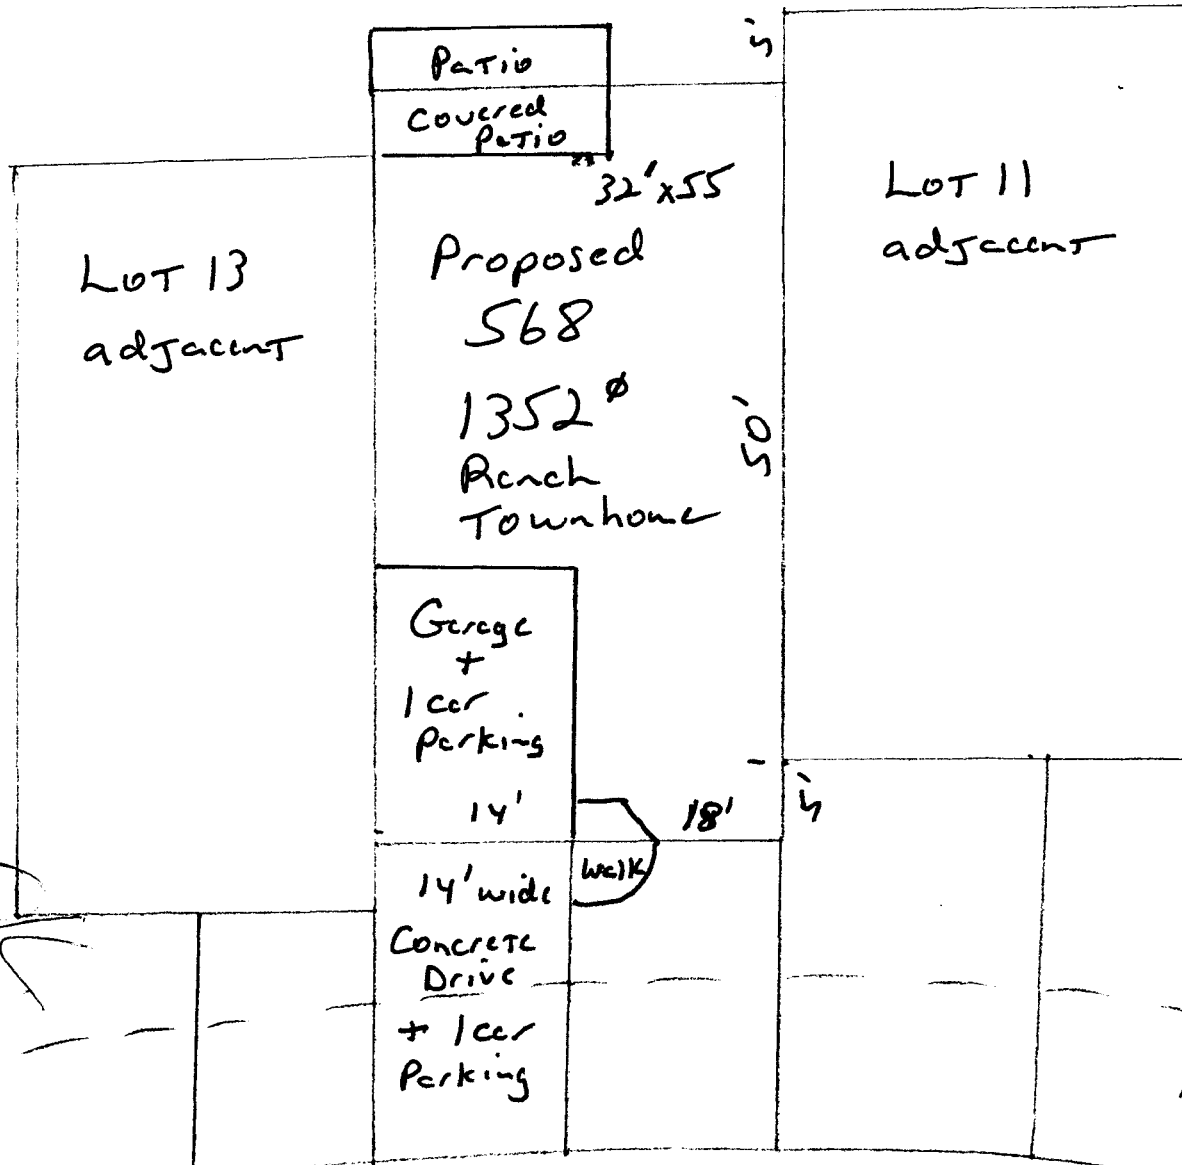 Patio
Covered
Patio
5'
32'x55
Proposed
568
1352ø
Ranch
Townhome
LOT 13
adjacent
LOT 11
adjacent
50'
Garage
+
1 car
Parking
14'
18'
5'
Walk
14' wide
Concrete
Drive
+ 1 car
Parking